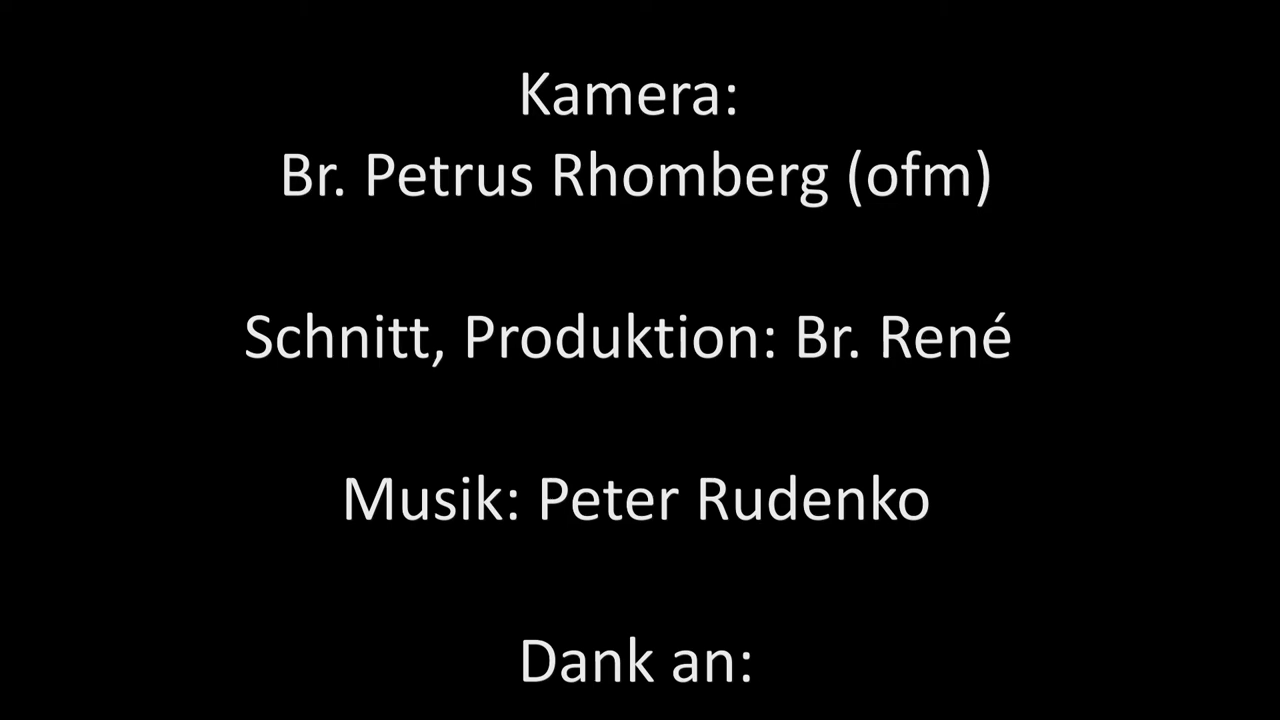 Kamera:
Br. Petrus Rhomberg (ofm)
Schnitt, Produktion: Br. René
Musik: Peter Rudenko
Dank an: